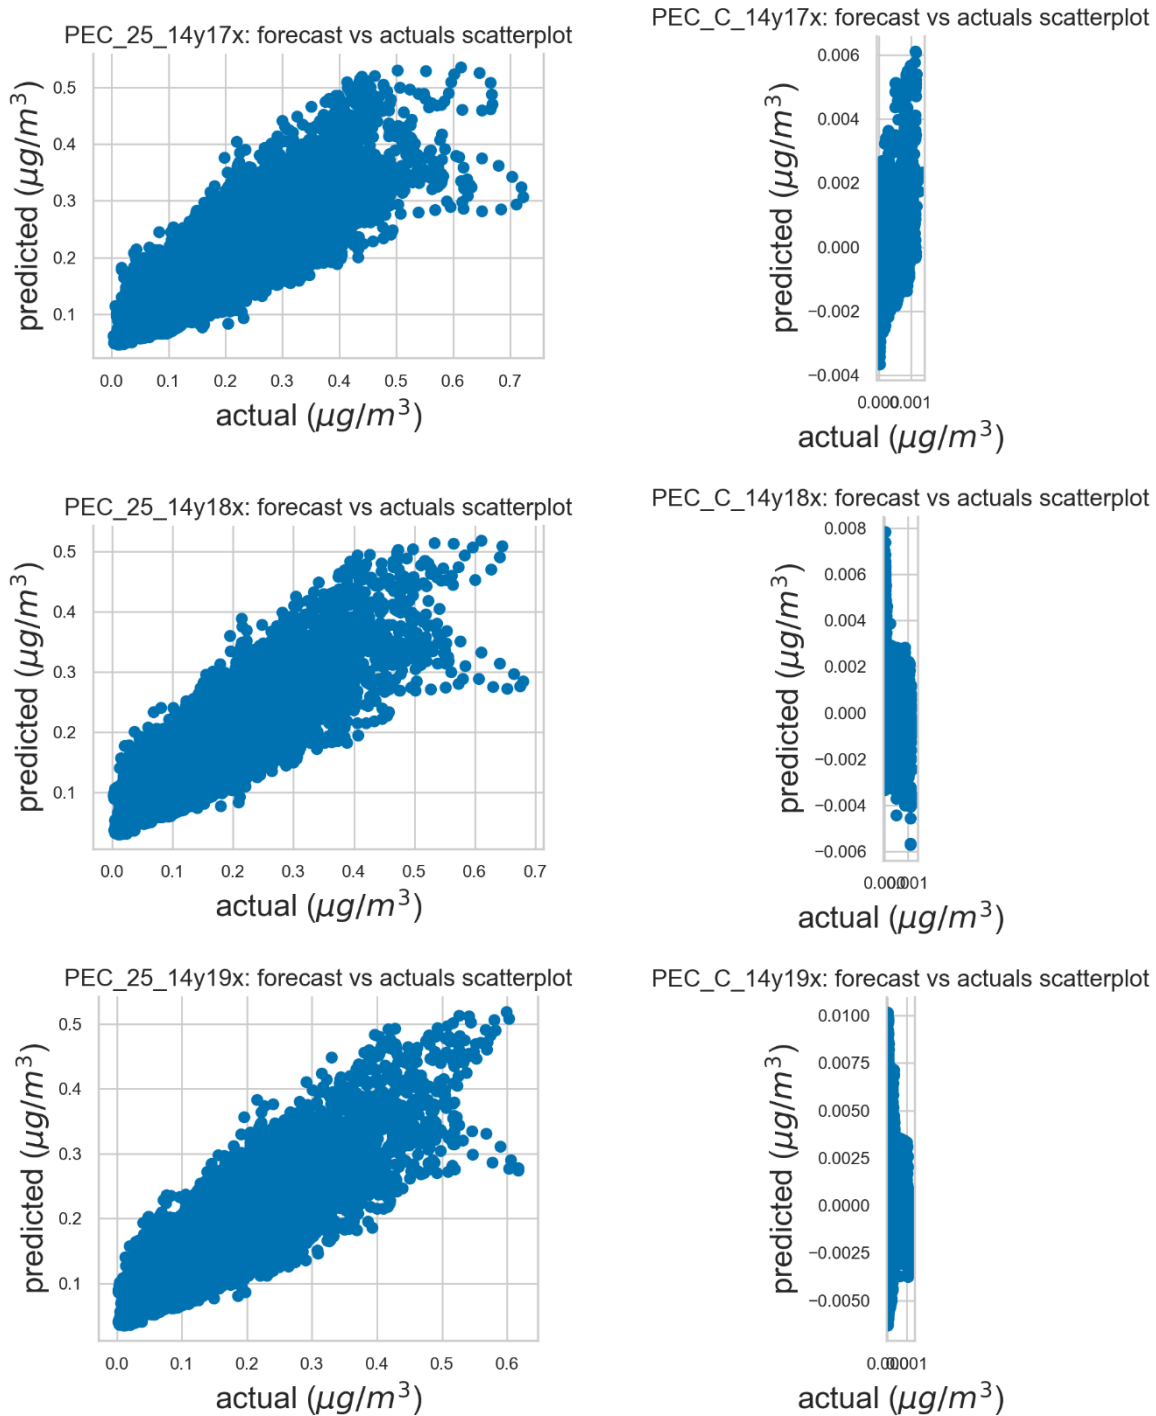 PEC_25_14y17x: forecast vs actuals scatterplot
predicted (μg/m³)
0.5
0.4
0.3
0.2
0.1
0.0 0.1 0.2 0.3 0.4 0.5 0.6 0.7
actual (μg/m³)
PEC_C_14y17x: forecast vs actuals scatterplot
predicted (μg/m³)
0.006
0.004
0.002
0.000
−0.002
−0.004
0.000 0.001
actual (μg/m³)
PEC_25_14y18x: forecast vs actuals scatterplot
predicted (μg/m³)
0.5
0.4
0.3
0.2
0.1
0.0 0.1 0.2 0.3 0.4 0.5 0.6 0.7
actual (μg/m³)
PEC_C_14y18x: forecast vs actuals scatterplot
predicted (μg/m³)
0.008
0.006
0.004
0.002
0.000
−0.002
−0.004
−0.006
0.000 0.001
actual (μg/m³)
PEC_25_14y19x: forecast vs actuals scatterplot
predicted (μg/m³)
0.5
0.4
0.3
0.2
0.1
0.0 0.1 0.2 0.3 0.4 0.5 0.6
actual (μg/m³)
PEC_C_14y19x: forecast vs actuals scatterplot
predicted (μg/m³)
0.0100
0.0075
0.0050
0.0025
0.0000
−0.0025
−0.0050
0.000 0.001
actual (μg/m³)